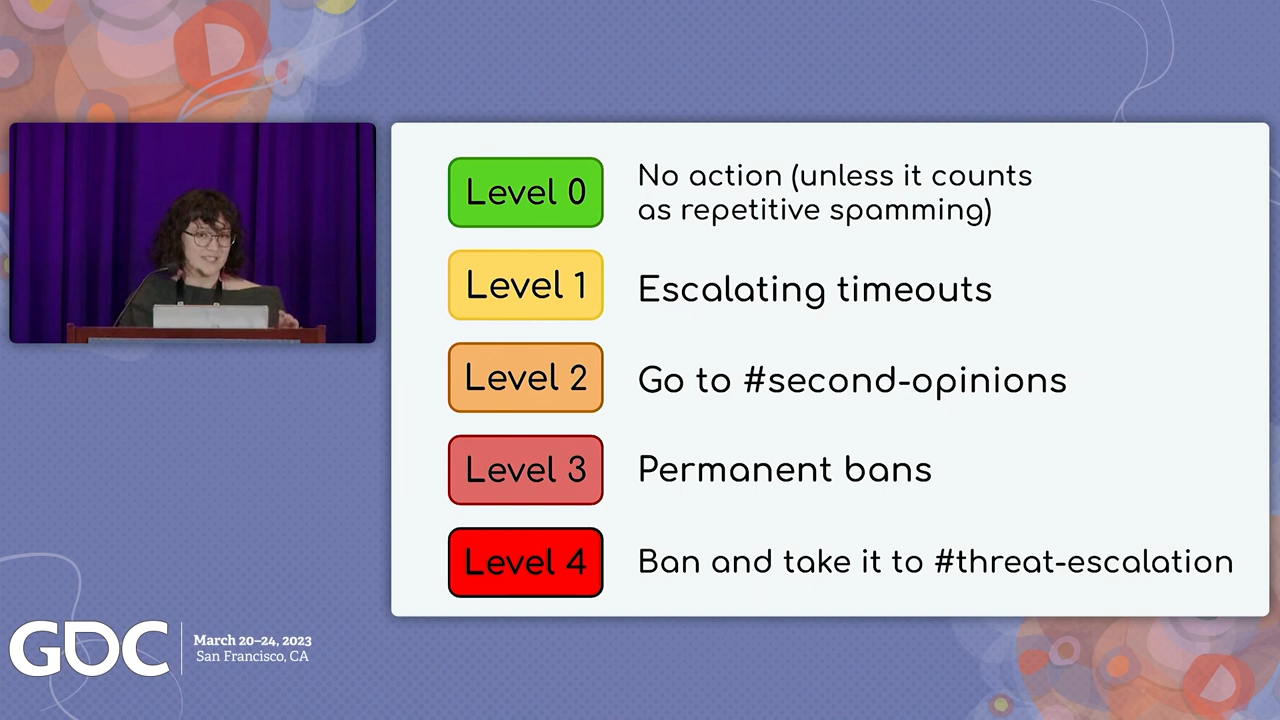 Level 0
No action (unless it counts
as repetitive spamming)
Level 1
Escalating timeouts
Level 2
Go to #second-opinions
Level 3
Permanent bans
Level 4
Ban and take it to #threat-escalation
GDC
March 20-24, 2023
San Francisco, CA